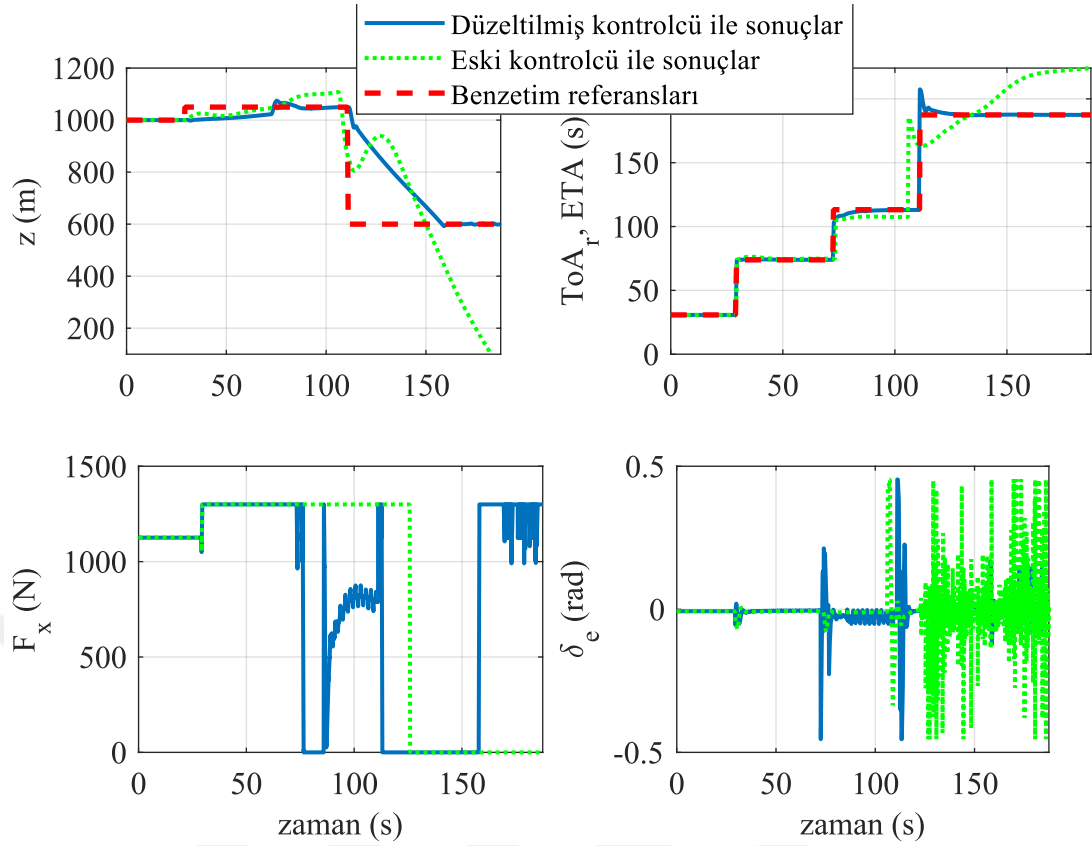 Düzeltilmiş kontrolcü ile sonuçlar
Eski kontrolcü ile sonuçlar
Benzetim referansları
1200
1000
800
600
400
200
z (m)
0 50 100 150
150
100
50
0
ToA_r, ETA (s)
0 50 100 150
1500
1000
500
0
F_x (N)
0 50 100 150
zaman (s)
0.5
0
-0.5
δ_e (rad)
0 50 100 150
zaman (s)